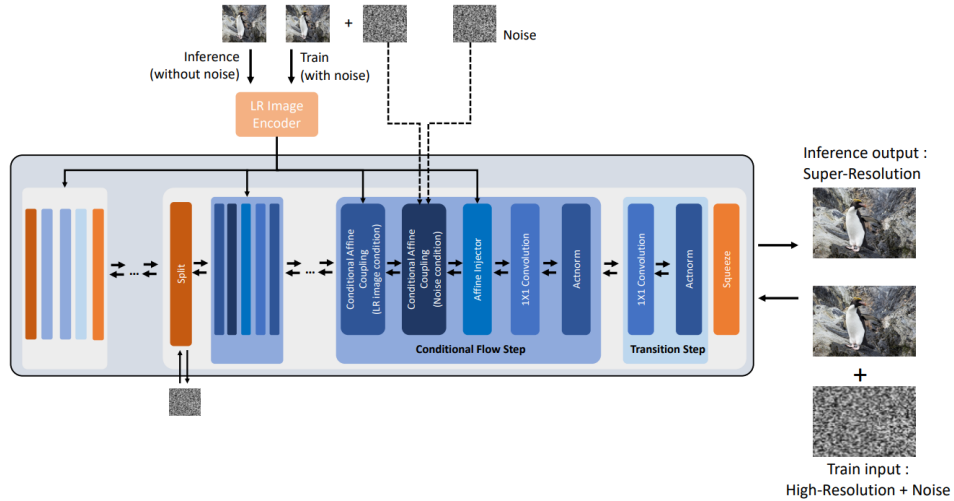 +
Noise
Inference
(without noise)
Train
(with noise)
LR Image
Encoder
Inference output :
Super-Resolution
...
Split
...
Conditional Affine
Coupling
(LR image condition)
Conditional Affine
Coupling
(Noise condition)
Affine Injector
1X1 Convolution
Actnorm
1X1 Convolution
Actnorm
Squeeze
Conditional Flow Step
Transition Step
+
Train input :
High-Resolution + Noise